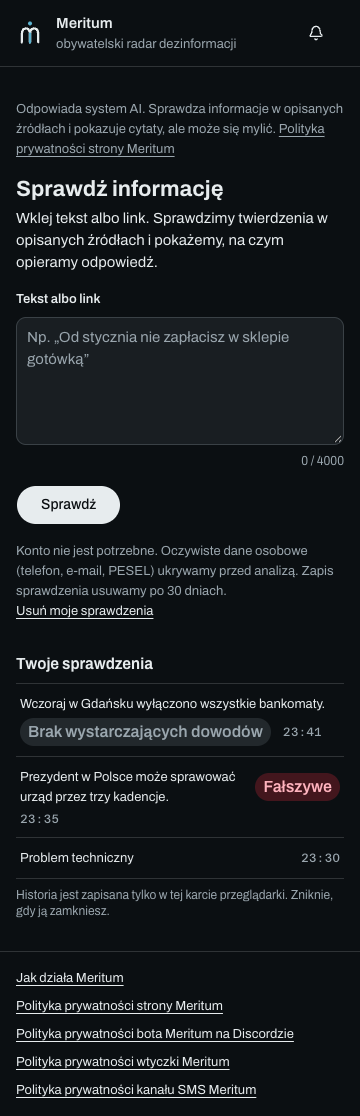 Meritum
obywatelski radar dezinformacji
Odpowiada system AI. Sprawdza informacje w opisanych
źródłach i pokazuje cytaty, ale może się mylić. Polityka
prywatności strony Meritum
Sprawdź informację
Wklej tekst albo link. Sprawdzimy twierdzenia w
opisanych źródłach i pokażemy, na czym
opieramy odpowiedź.
Tekst albo link
Np. „Od stycznia nie zapłacisz w sklepie
gotówką”
0 / 4000
Sprawdź
Konto nie jest potrzebne. Oczywiste dane osobowe
(telefon, e-mail, PESEL) ukrywamy przed analizą. Zapis
sprawdzenia usuwamy po 30 dniach.
Usuń moje sprawdzenia
Twoje sprawdzenia
Wczoraj w Gdańsku wyłączono wszystkie bankomaty.
Brak wystarczających dowodów 23:41
Prezydent w Polsce może sprawować
urząd przez trzy kadencje.
Fałszywe
23:35
Problem techniczny 23:30
Historia jest zapisana tylko w tej karcie przeglądarki. Zniknie,
gdy ją zamkniesz.
Jak działa Meritum
Polityka prywatności strony Meritum
Polityka prywatności bota Meritum na Discordzie
Polityka prywatności wtyczki Meritum
Polityka prywatności kanału SMS Meritum